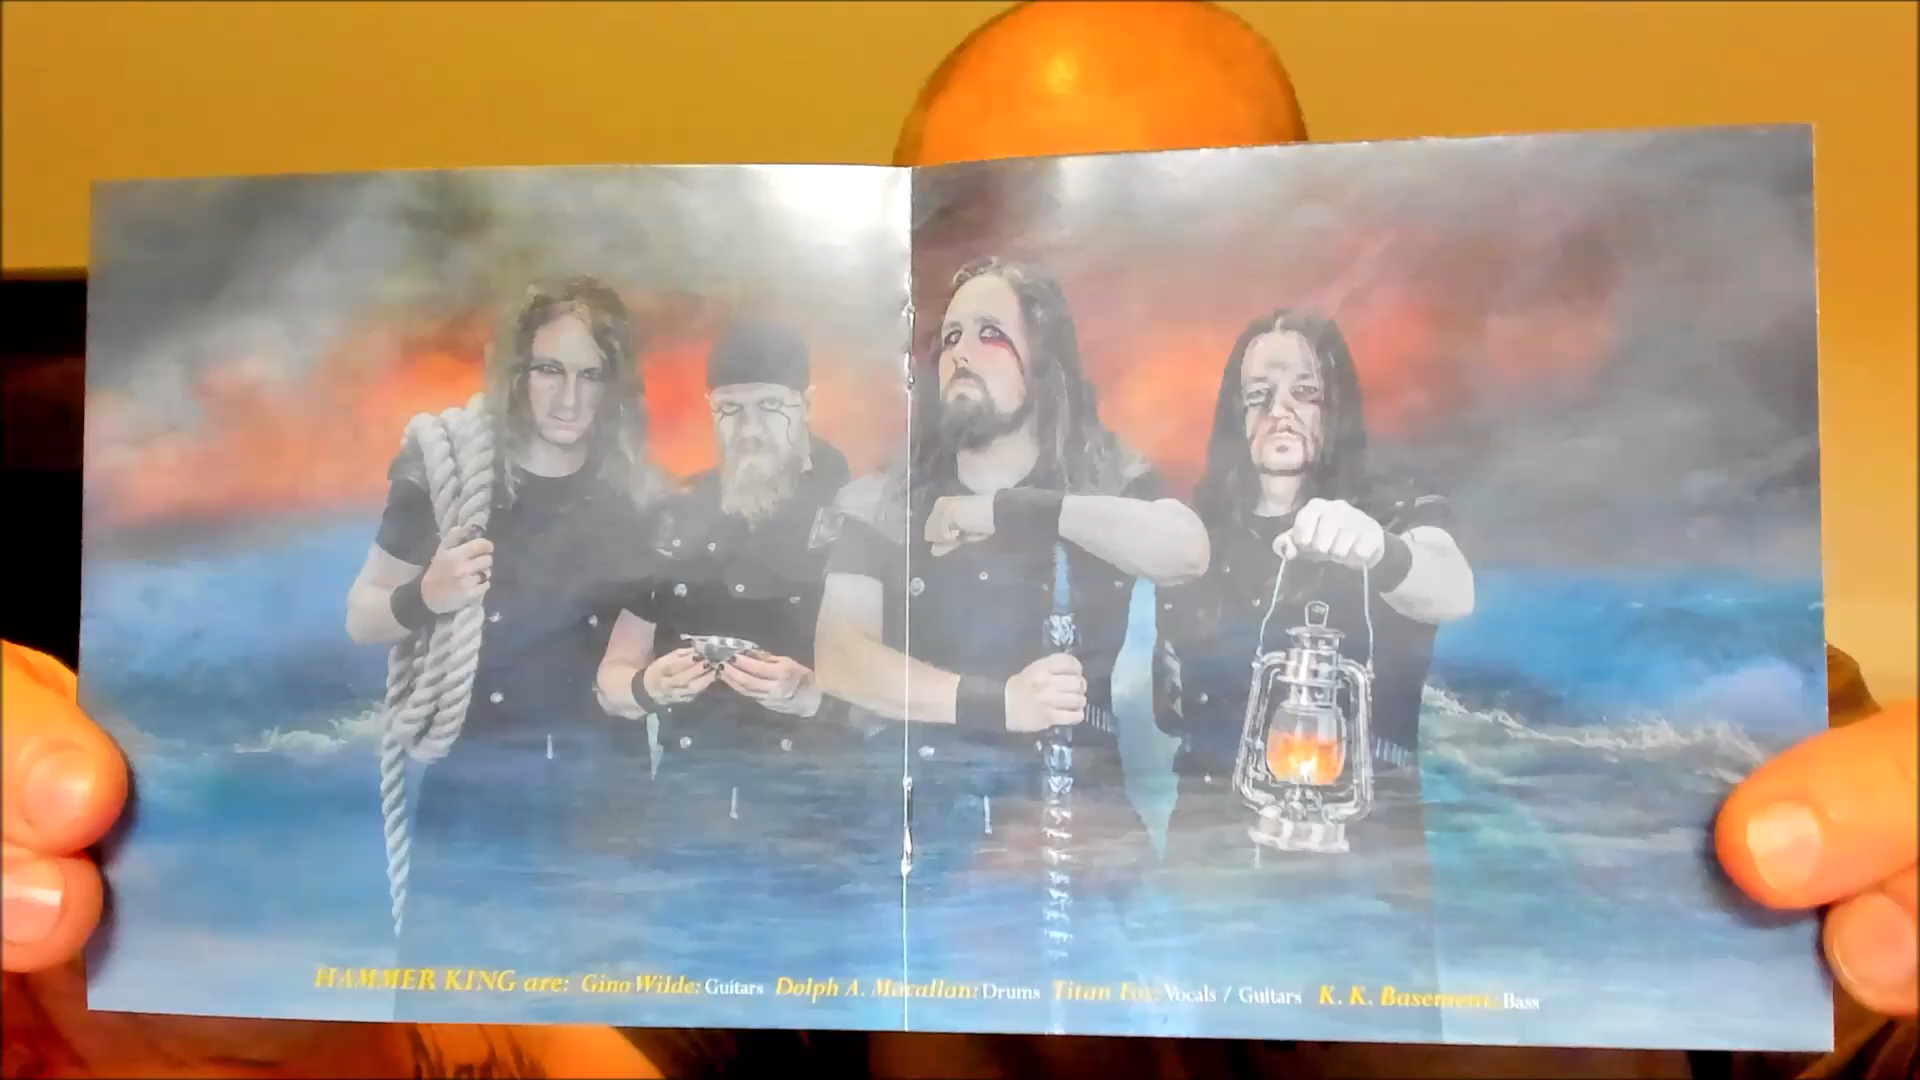 HAMMER KING are: Gino Wilde: Guitars Dolph A. Macallan: Drums Titan Fox: Vocals / Guitars K. K. Basement: Bass